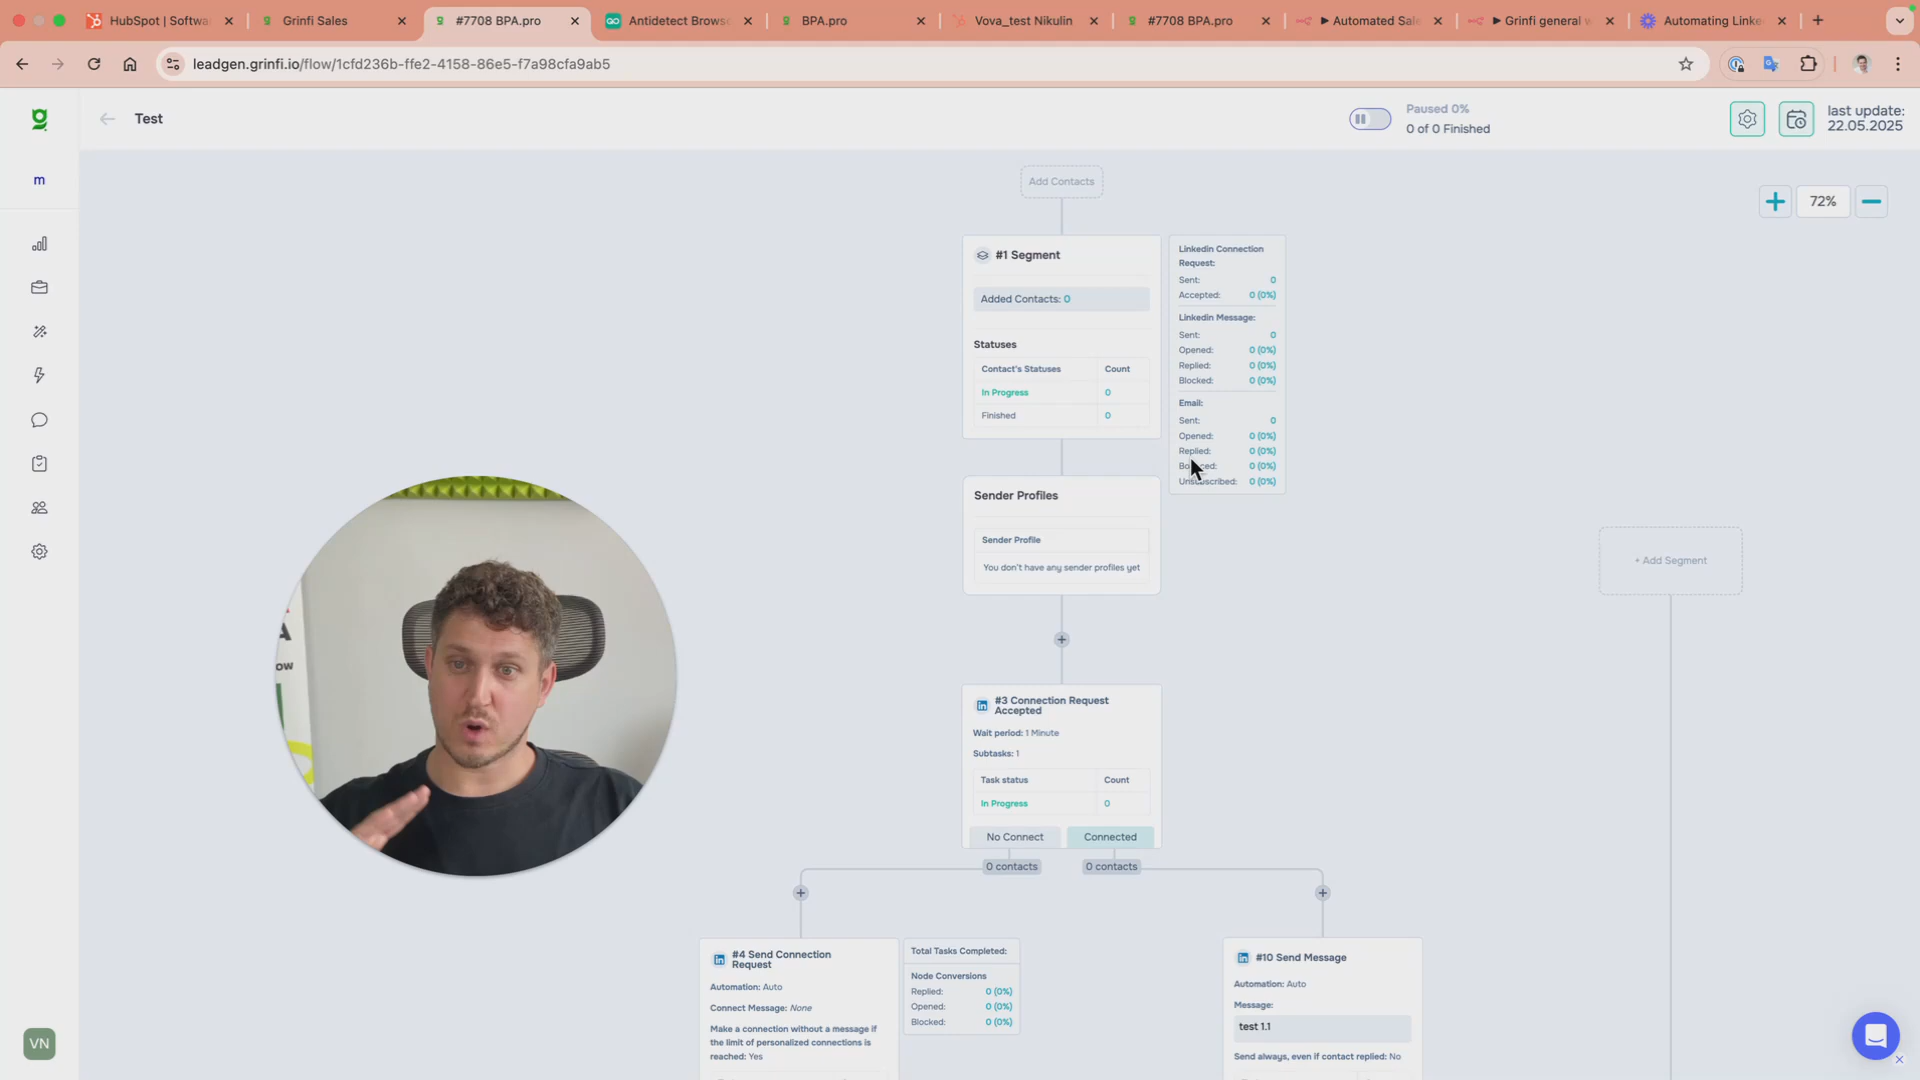 HubSpot | Softwa
Grinfi Sales
#7708 BPA.pro
Antidetect Brows
BPA.pro
Vova_test Nikulin
#7708 BPA.pro
▶ Automated Sale
▶ Grinfi general w
Automating Linke
leadgen.grinfi.io/flow/1cfd236b-ffe2-4158-86e5-f7a98cfa9ab5
g
Test
Paused 0%
0 of 0 Finished
last update:
22.05.2025
m
Add Contacts
72%
#1 Segment
Added Contacts: 0
Statuses
Contact's Statuses Count
In Progress 0
Finished 0
Linkedin Connection
Request:
Sent: 0
Accepted: 0 (0%)
Linkedin Message:
Sent: 0
Opened: 0 (0%)
Replied: 0 (0%)
Blocked: 0 (0%)
Email:
Sent: 0
Opened: 0 (0%)
Replied: 0 (0%)
0 (0%)
Unsubscribed: 0 (0%)
Sender Profiles
Sender Profile
You don't have any sender profiles yet
+ Add Segment
#3 Connection Request
Accepted
Wait period: 1 Minute
Subtasks: 1
Task status Count
In Progress 0
No Connect Connected
0 contacts 0 contacts
#4 Send Connection
Request
Automation: Auto
Connect Message: None
Make a connection without a message if
the limit of personalized connections is
reached: Yes
Total Tasks Completed:
Node Conversions
Replied: 0 (0%)
Opened: 0 (0%)
Blocked: 0 (0%)
#10 Send Message
Automation: Auto
Message:
test 1.1
Send always, even if contact replied: No
VN